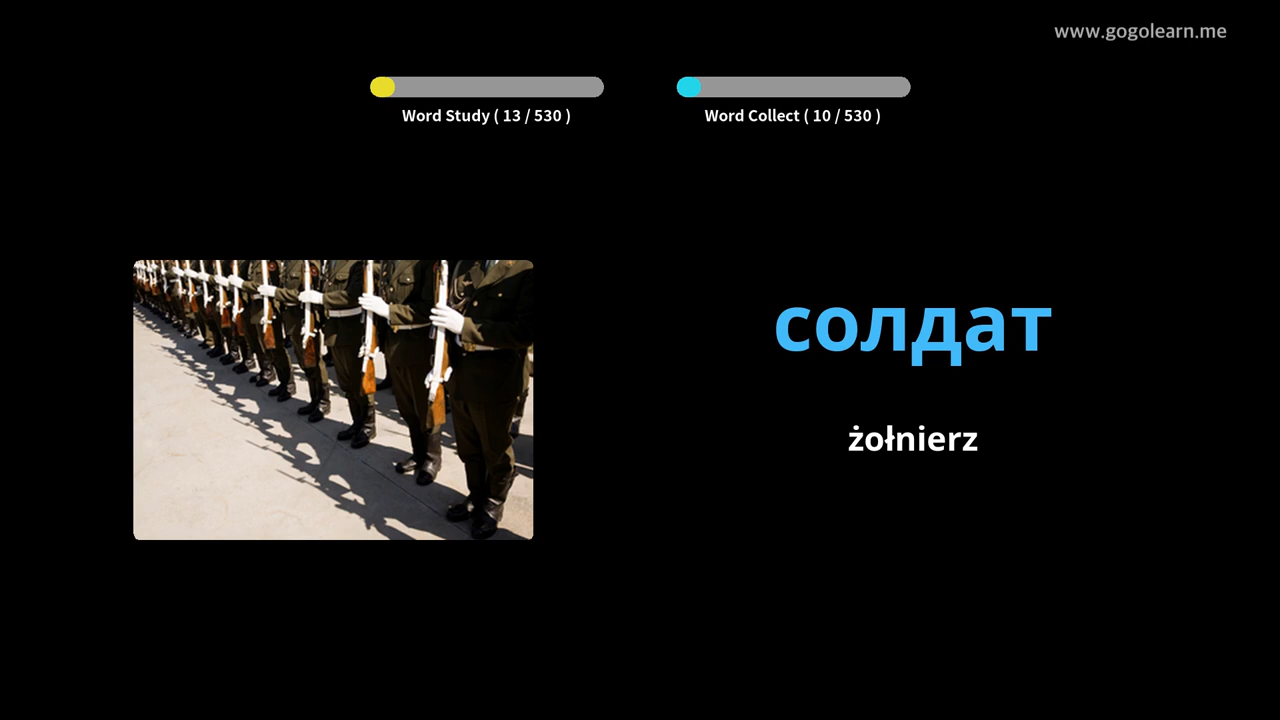 www.gogolearn.me
Word Study ( 13 / 530 )
Word Collect ( 10 / 530 )
солдат
żołnierz